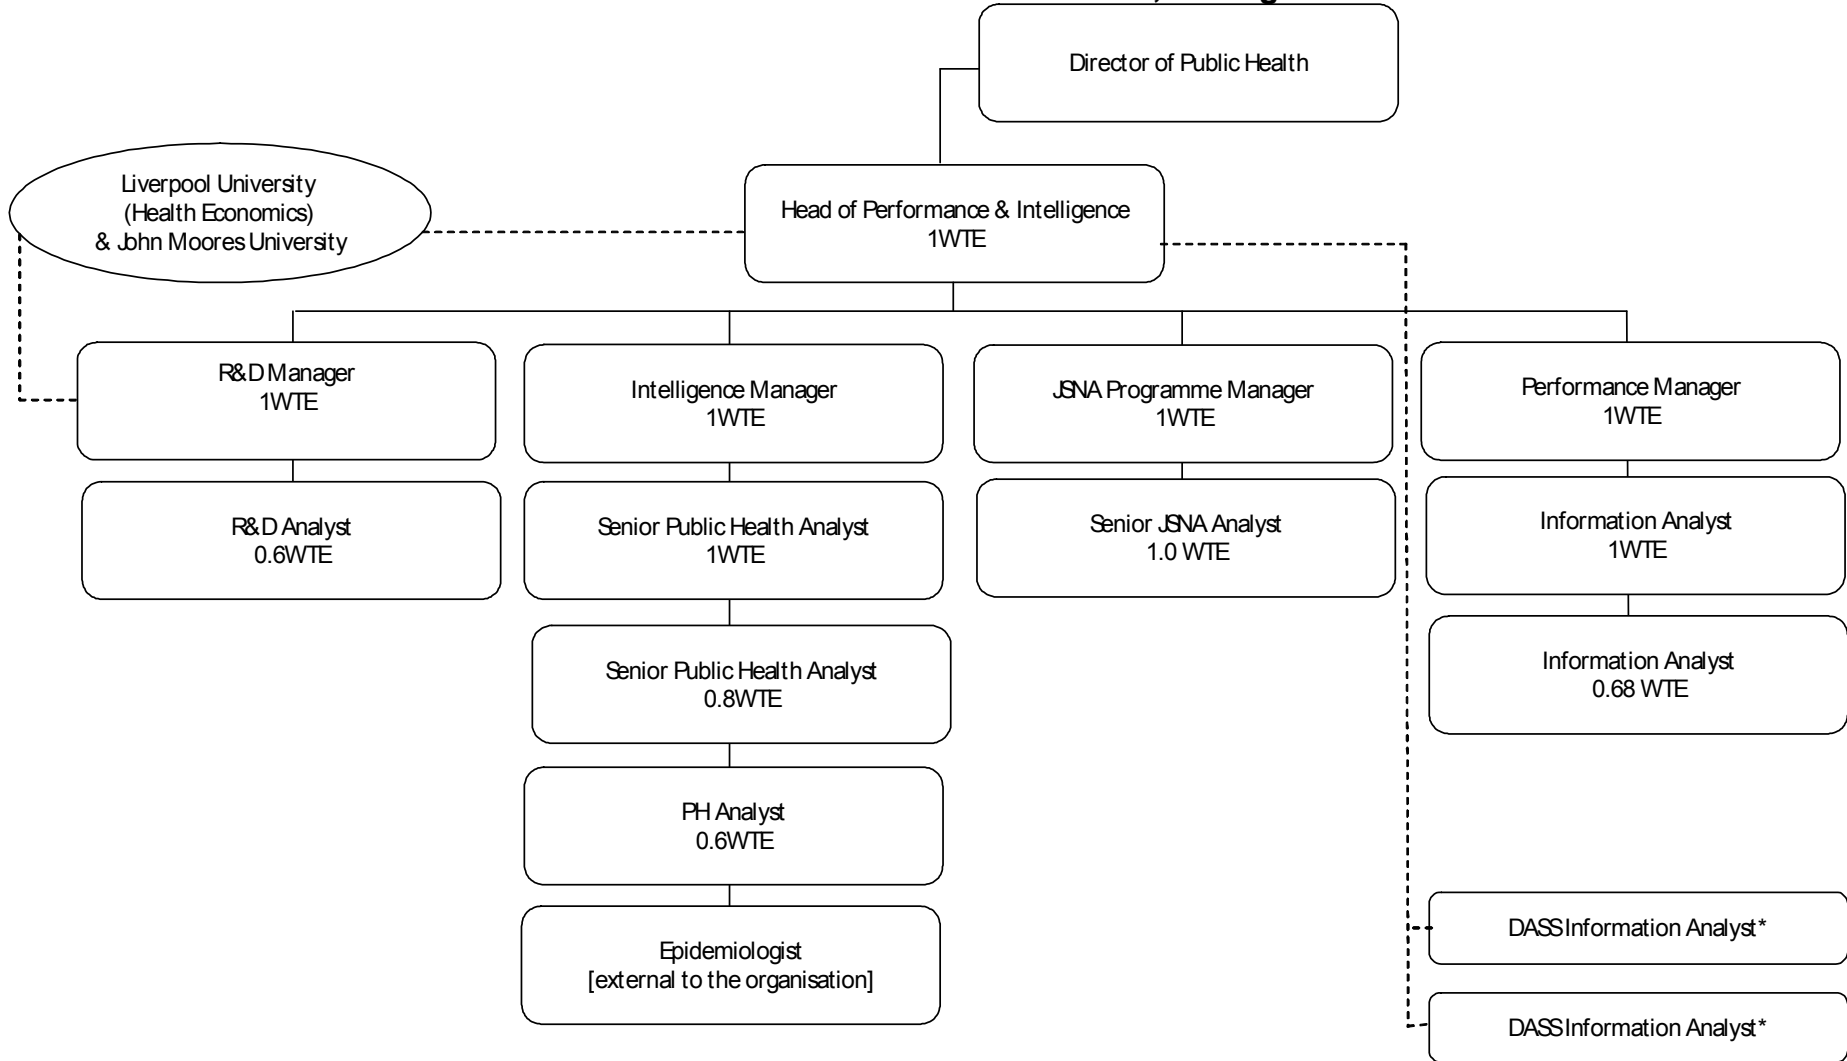 Director of Public Health
Liverpool University
(Health Economics)
& John Moores University
Head of Performance & Intelligence
1WTE
R&D Manager
1WTE
Intelligence Manager
1WTE
JSNA Programme Manager
1WTE
Performance Manager
1WTE
R&D Analyst
0.6WTE
Senior Public Health Analyst
1WTE
Senior JSNA Analyst
1.0 WTE
Information Analyst
1WTE
Senior Public Health Analyst
0.8WTE
Information Analyst
0.68 WTE
PH Analyst
0.6WTE
Epidemiologist
[external to the organisation]
DASS Information Analyst*
DASS Information Analyst*